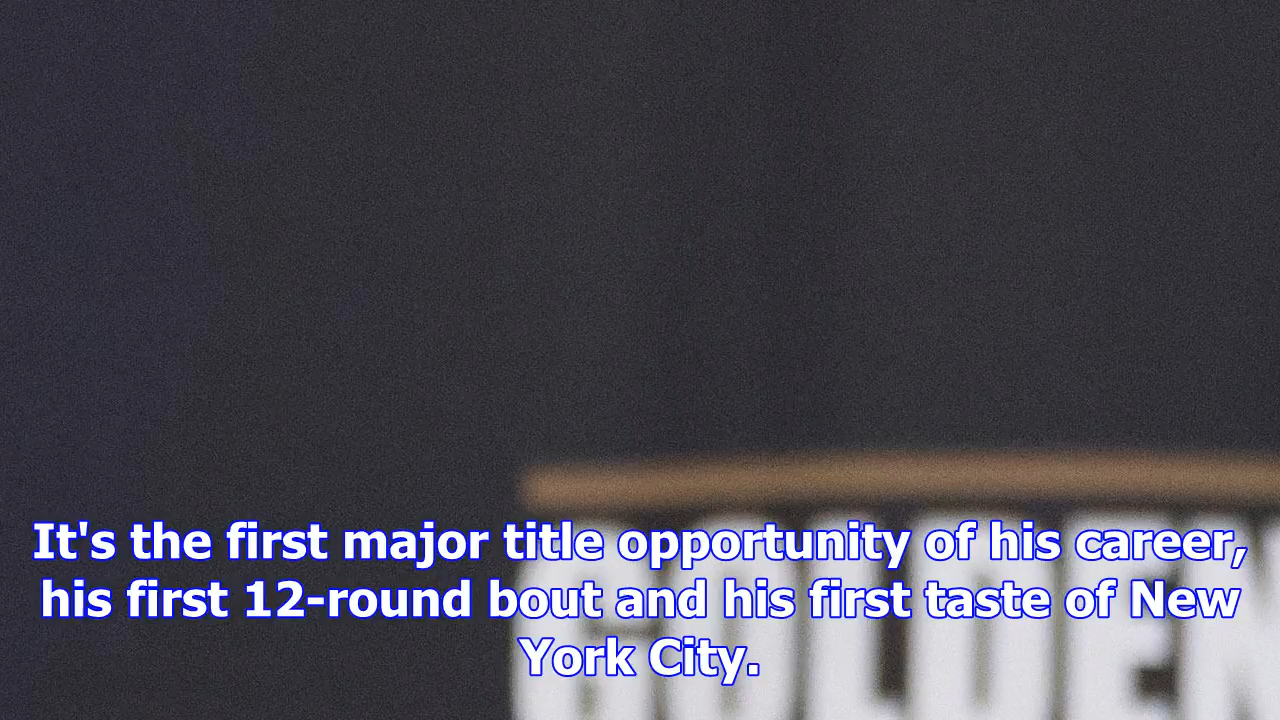 It's the first major title opportunity of his career,
his first 12-round bout and his first taste of New
York City.
GOLDEN